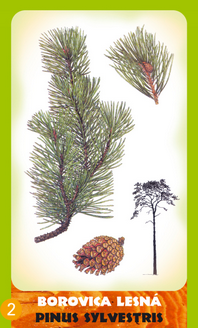 BOROVICA LESNÁ
2
PINUS SYLVESTRIS